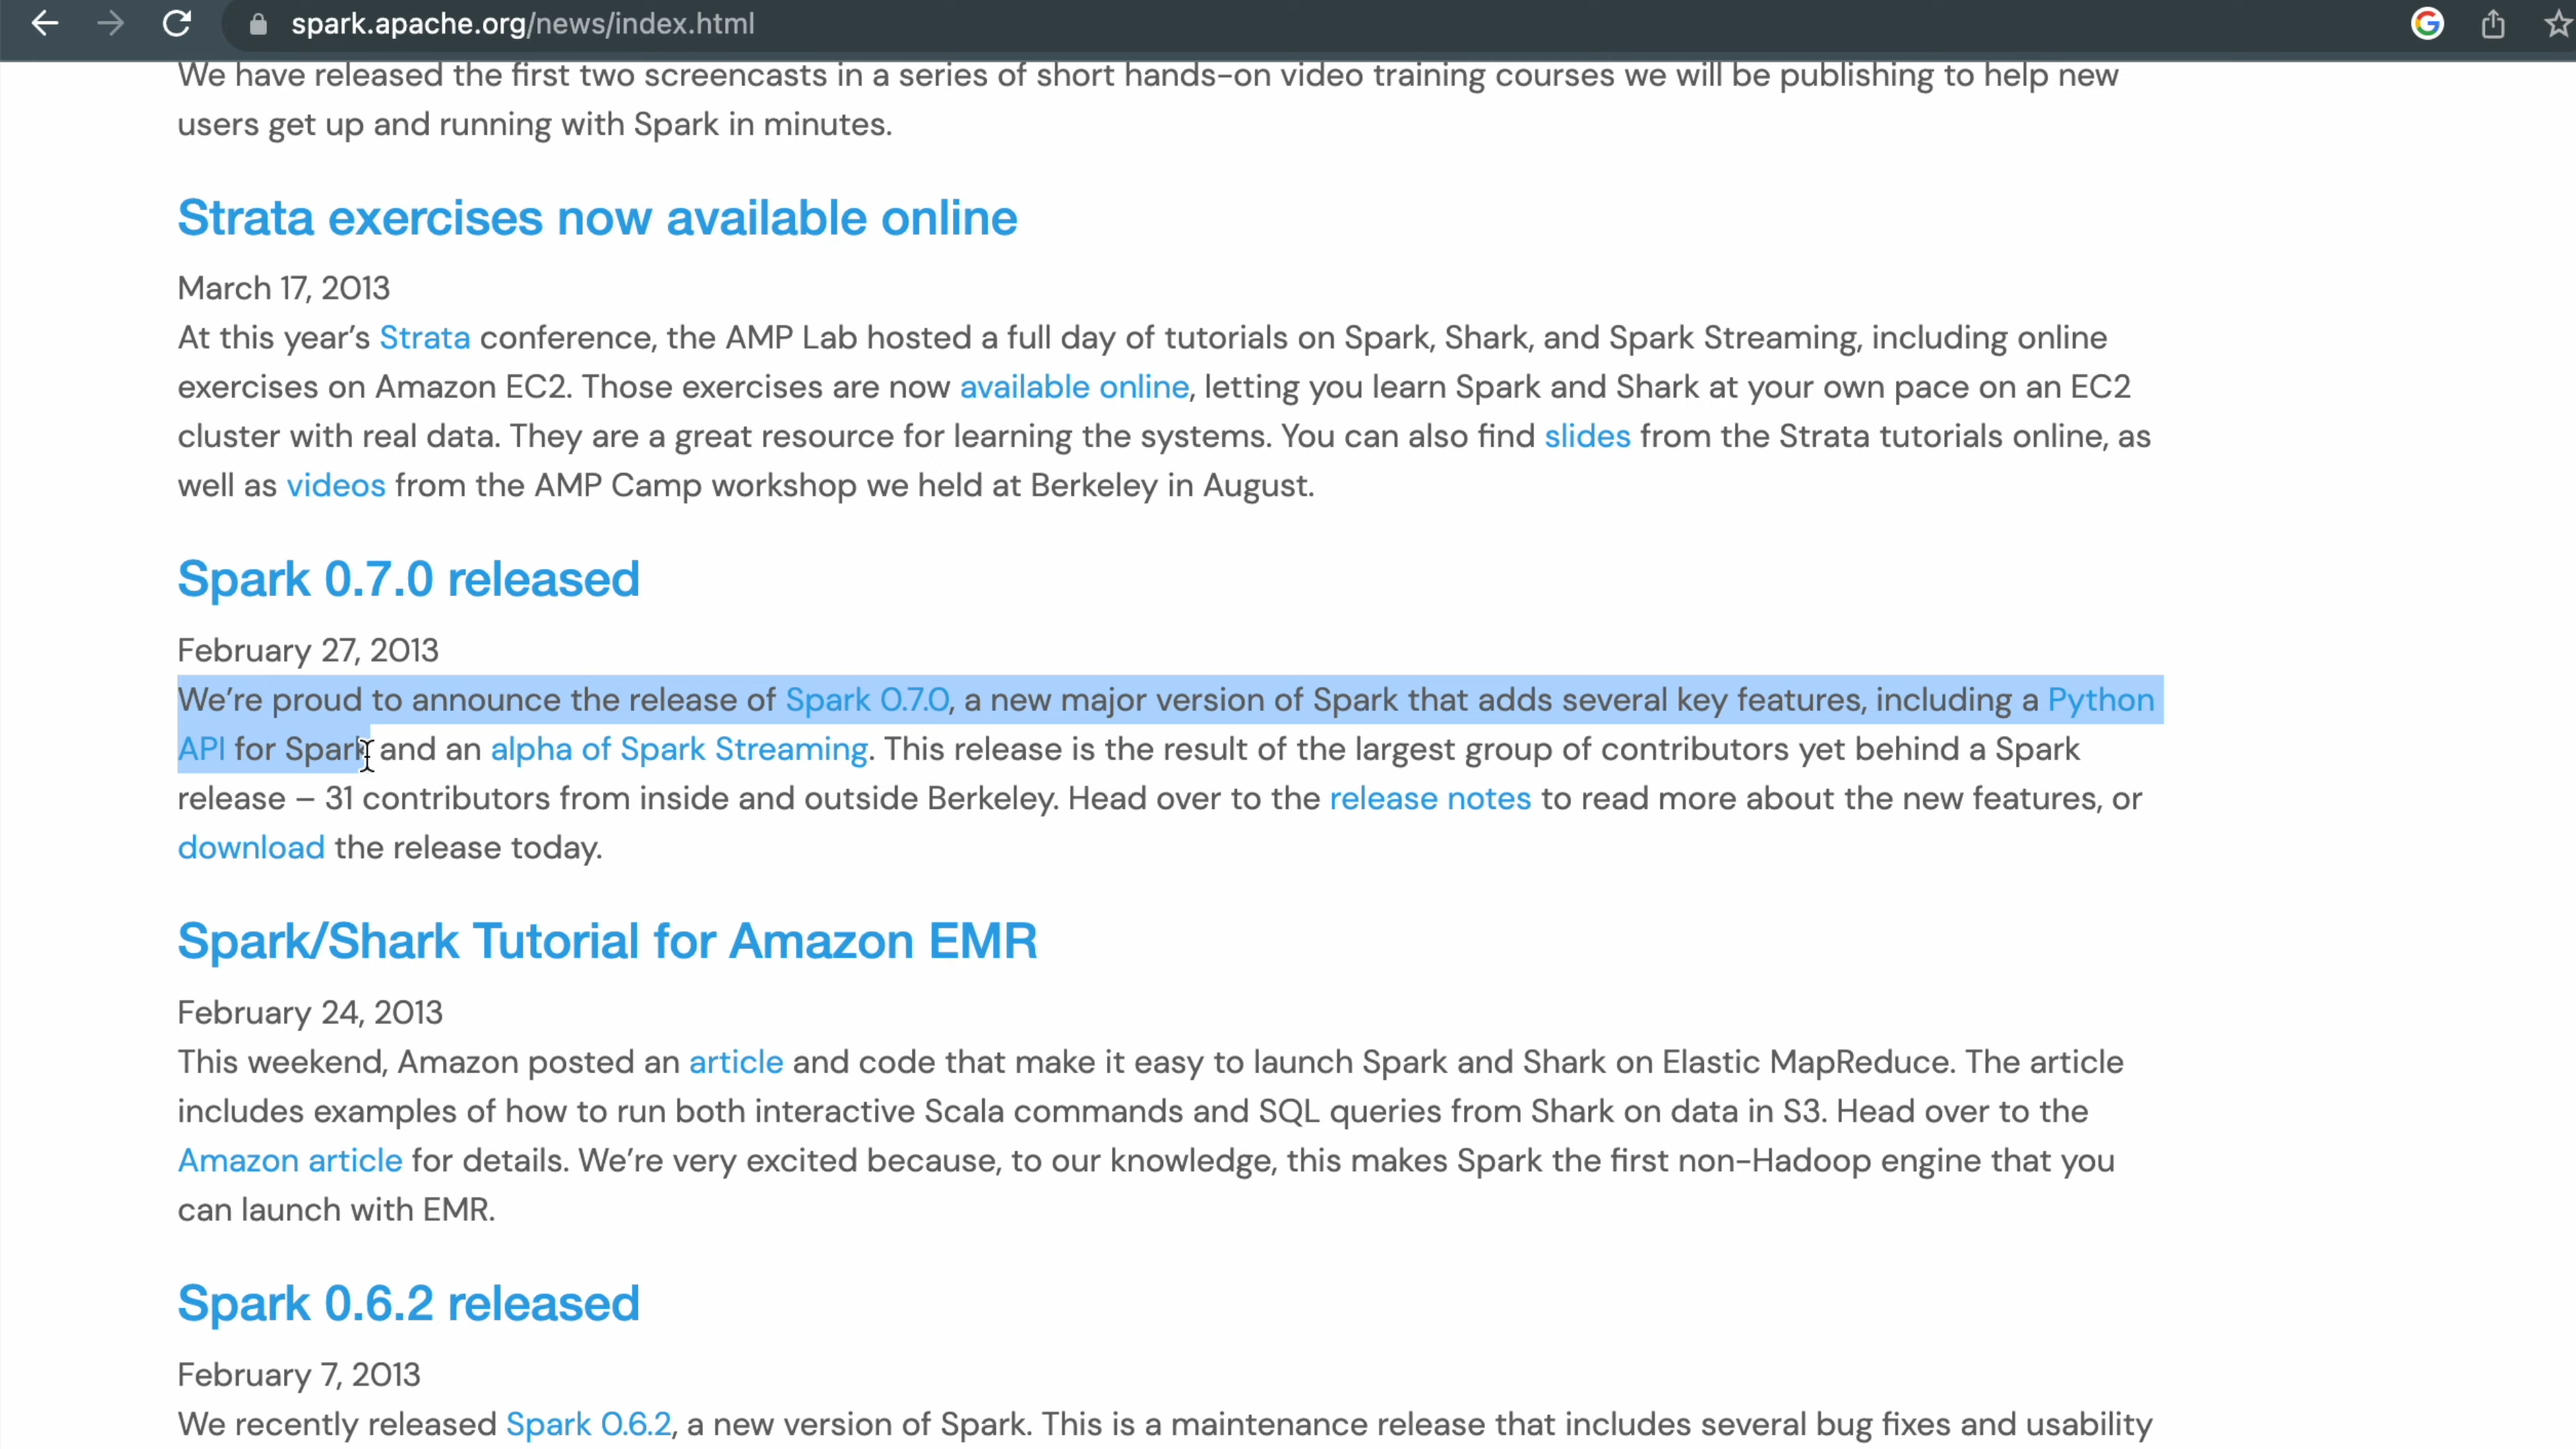 spark.apache.org/news/index.html
We have released the first two screencasts in a series of short hands-on video training courses we will be publishing to help new
users get up and running with Spark in minutes.
Strata exercises now available online
March 17, 2013
At this year's Strata conference, the AMP Lab hosted a full day of tutorials on Spark, Shark, and Spark Streaming, including online
exercises on Amazon EC2. Those exercises are now available online, letting you learn Spark and Shark at your own pace on an EC2
cluster with real data. They are a great resource for learning the systems. You can also find slides from the Strata tutorials online, as
well as videos from the AMP Camp workshop we held at Berkeley in August.
Spark 0.7.0 released
February 27, 2013
We're proud to announce the release of Spark 0.7.0, a new major version of Spark that adds several key features, including a Python
API for Spark and an alpha of Spark Streaming. This release is the result of the largest group of contributors yet behind a Spark
release – 31 contributors from inside and outside Berkeley. Head over to the release notes to read more about the new features, or
download the release today.
Spark/Shark Tutorial for Amazon EMR
February 24, 2013
This weekend, Amazon posted an article and code that make it easy to launch Spark and Shark on Elastic MapReduce. The article
includes examples of how to run both interactive Scala commands and SQL queries from Shark on data in S3. Head over to the
Amazon article for details. We're very excited because, to our knowledge, this makes Spark the first non-Hadoop engine that you
can launch with EMR.
Spark 0.6.2 released
February 7, 2013
We recently released Spark 0.6.2, a new version of Spark. This is a maintenance release that includes several bug fixes and usability